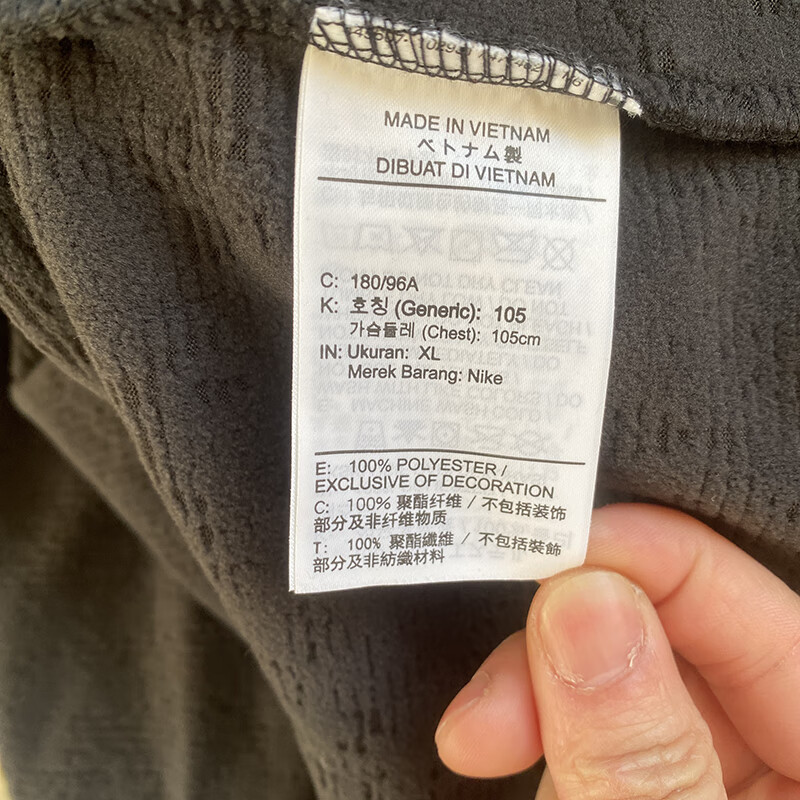 MADE IN VIETNAM
ベトナム製
DIBUAT DI VIETNAM
C: 180/96A
K: 호칭 (Generic): 105
가슴둘레 (Chest): 105cm
IN: Ukuran: XL
Merek Barang: Nike
E: 100% POLYESTER /
EXCLUSIVE OF DECORATION
C: 100% 聚酯纤维 / 不包括装饰
部分及非纤维物质
T: 100% 聚酯纖維 / 不包括裝飾
部分及非紡織材料